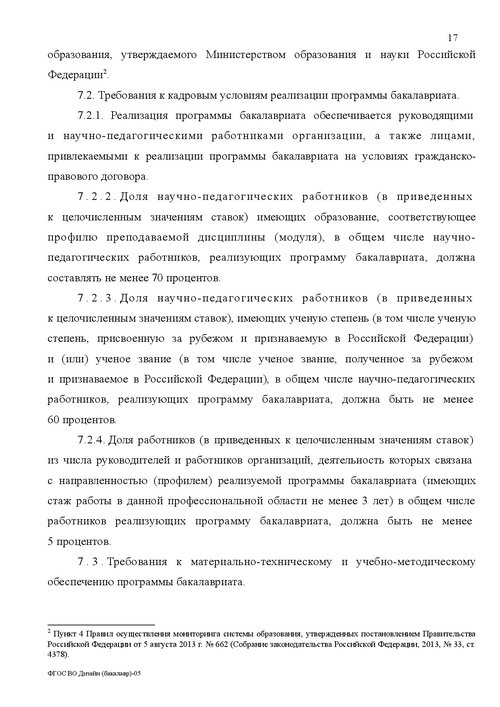 17
образования, утверждаемого Министерством образования и науки Российской
Федерации².
7.2. Требования к кадровым условиям реализации программы бакалавриата.
7.2.1. Реализация программы бакалавриата обеспечивается руководящими
и научно-педагогическими работниками организации, а также лицами,
привлекаемыми к реализации программы бакалавриата на условиях гражданско-
правового договора.
7.2.2. Доля научно-педагогических работников (в приведенных
к целочисленным значениям ставок) имеющих образование, соответствующее
профилю преподаваемой дисциплины (модуля), в общем числе научно-
педагогических работников, реализующих программу бакалавриата, должна
составлять не менее 70 процентов.
7.2.3. Доля научно-педагогических работников (в приведенных
к целочисленным значениям ставок), имеющих ученую степень (в том числе ученую
степень, присвоенную за рубежом и признаваемую в Российской Федерации)
и (или) ученое звание (в том числе ученое звание, полученное за рубежом
и признаваемое в Российской Федерации), в общем числе научно-педагогических
работников, реализующих программу бакалавриата, должна быть не менее
60 процентов.
7.2.4. Доля работников (в приведенных к целочисленным значениям ставок)
из числа руководителей и работников организаций, деятельность которых связана
с направленностью (профилем) реализуемой программы бакалавриата (имеющих
стаж работы в данной профессиональной области не менее 3 лет) в общем числе
работников реализующих программу бакалавриата, должна быть не менее
5 процентов.
7.3. Требования к материально-техническому и учебно-методическому
обеспечению программы бакалавриата.
² Пункт 4 Правил осуществления мониторинга системы образования, утвержденных постановлением Правительства
Российской Федерации от 5 августа 2013 г. № 662 (Собрание законодательства Российской Федерации, 2013, № 33, ст.
4378).
ФГОС ВО Дизайн (бакалавр)-05